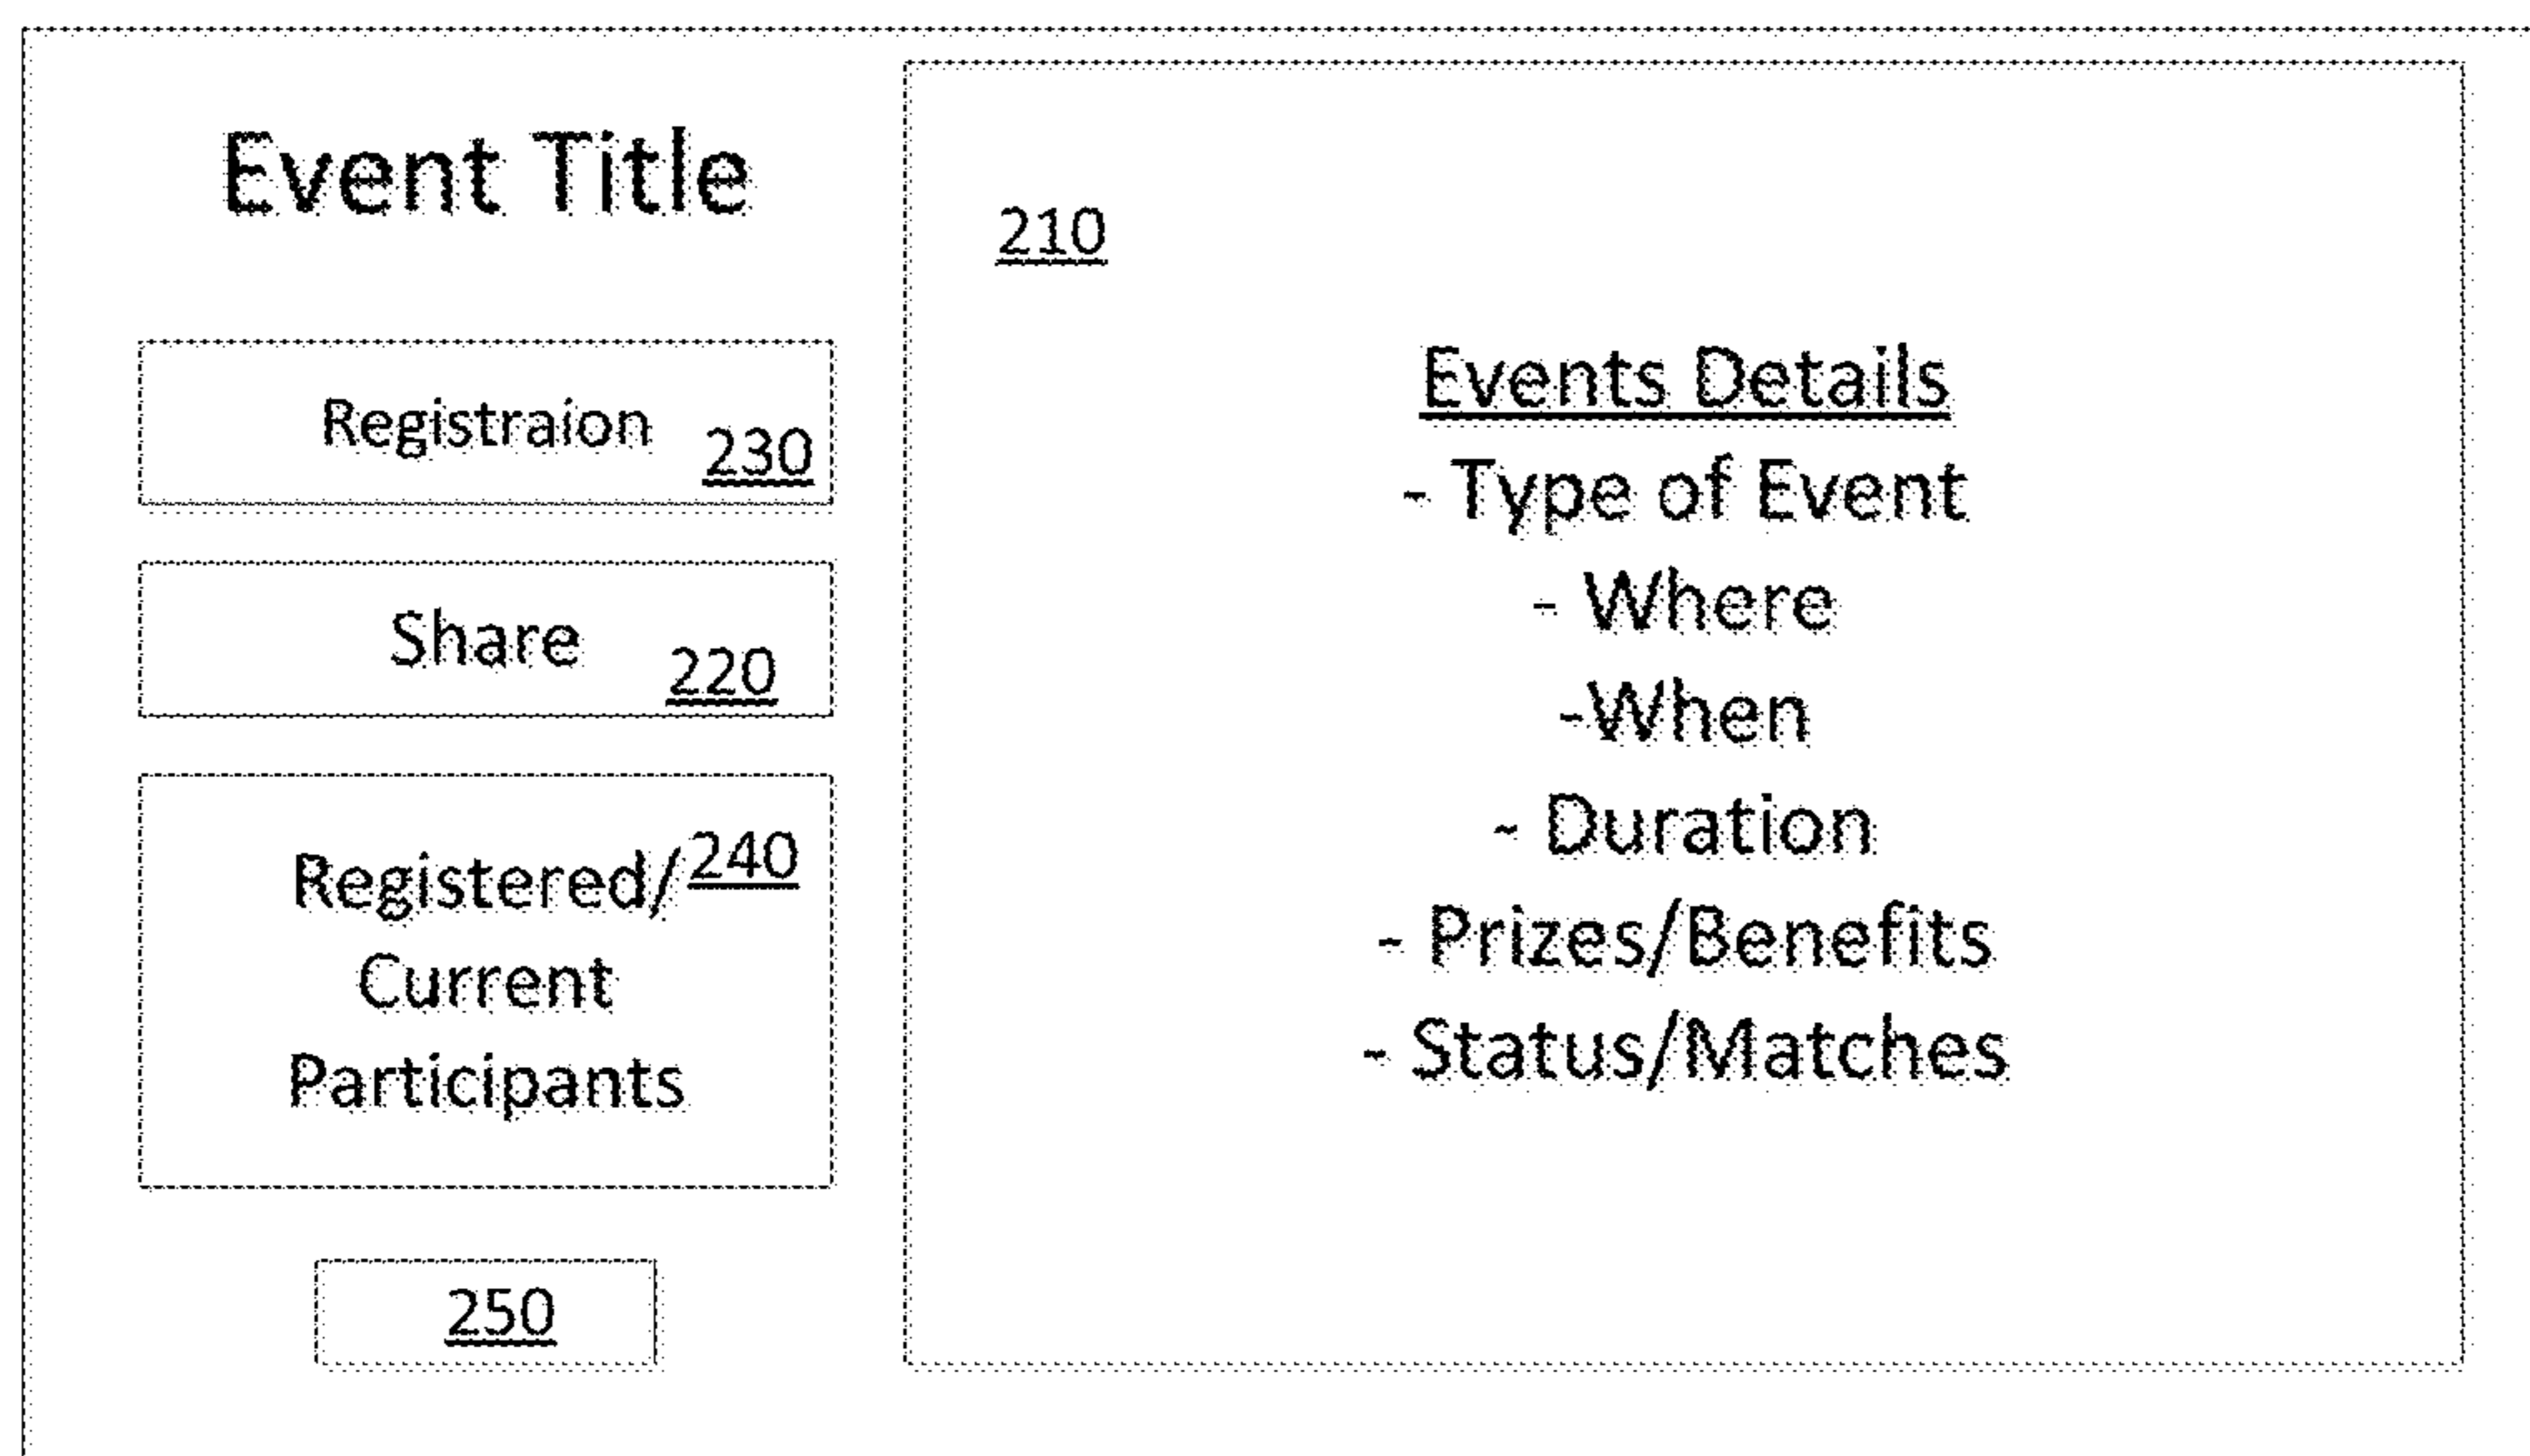 Event Title
Registraion 230
Share 220
Registered/ 240
Current
Participants
250
210
Events Details
- Type of Event
- Where
-When
- Duration
- Prizes/Benefits
- Status/Matches